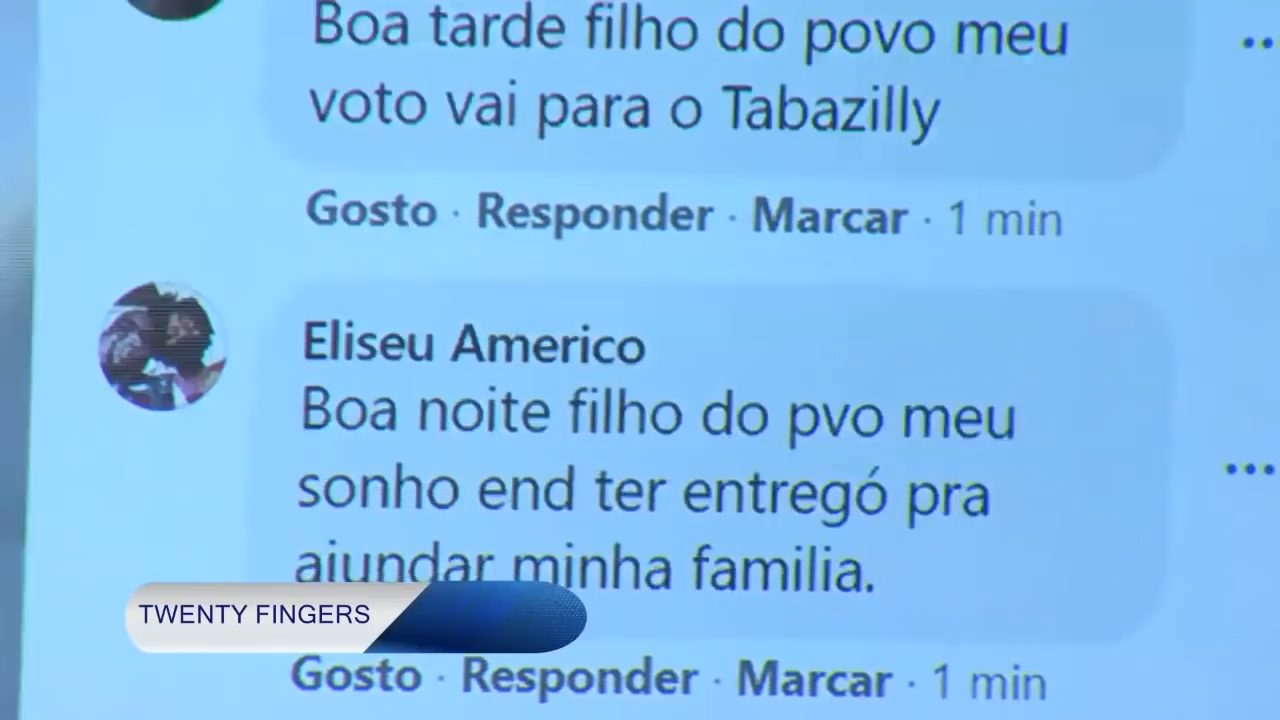 Boa tarde filho do povo meu
voto vai para o Tabazilly
Gosto · Responder · Marcar · 1 min
Eliseu Americo
Boa noite filho do pvo meu
sonho end ter entregó pra
ajundar minha familia.
TWENTY FINGERS
Gosto · Responder · Marcar · 1 min